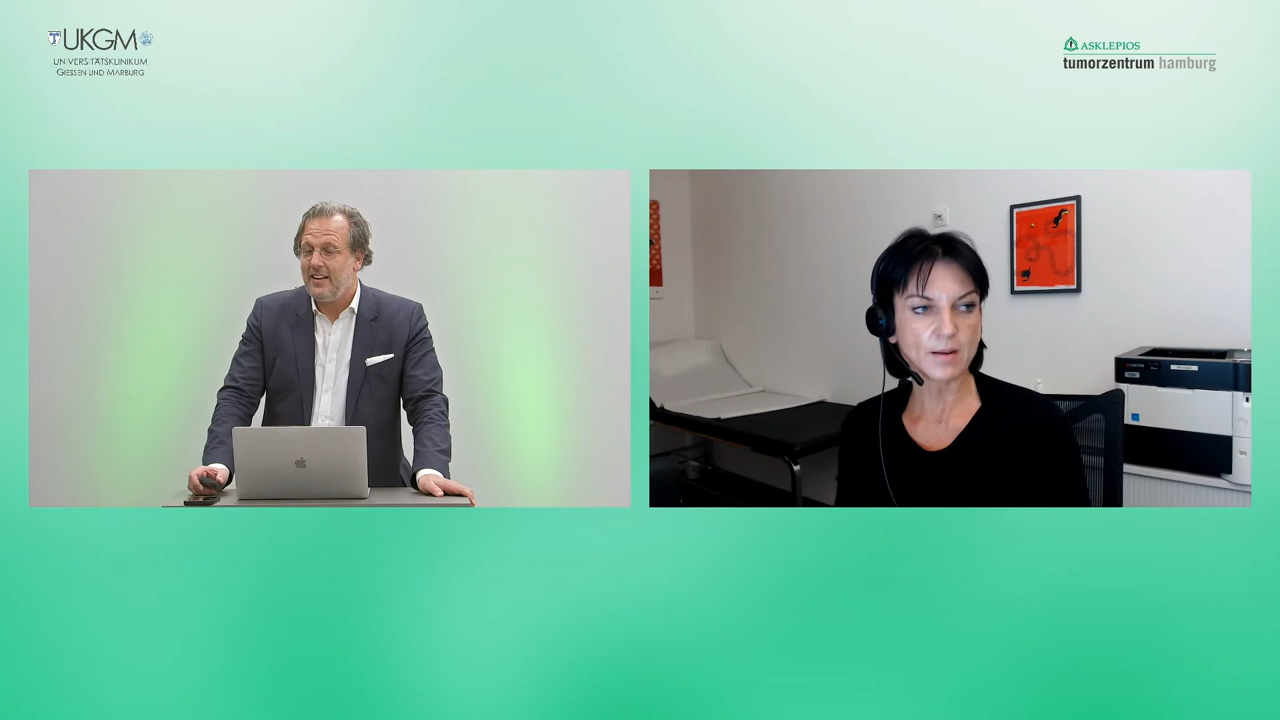 UKGM
UNIVERSITÄTSKLINIKUM
GIESSEN UND MARBURG
ASKLEPIOS
tumorzentrum hamburg